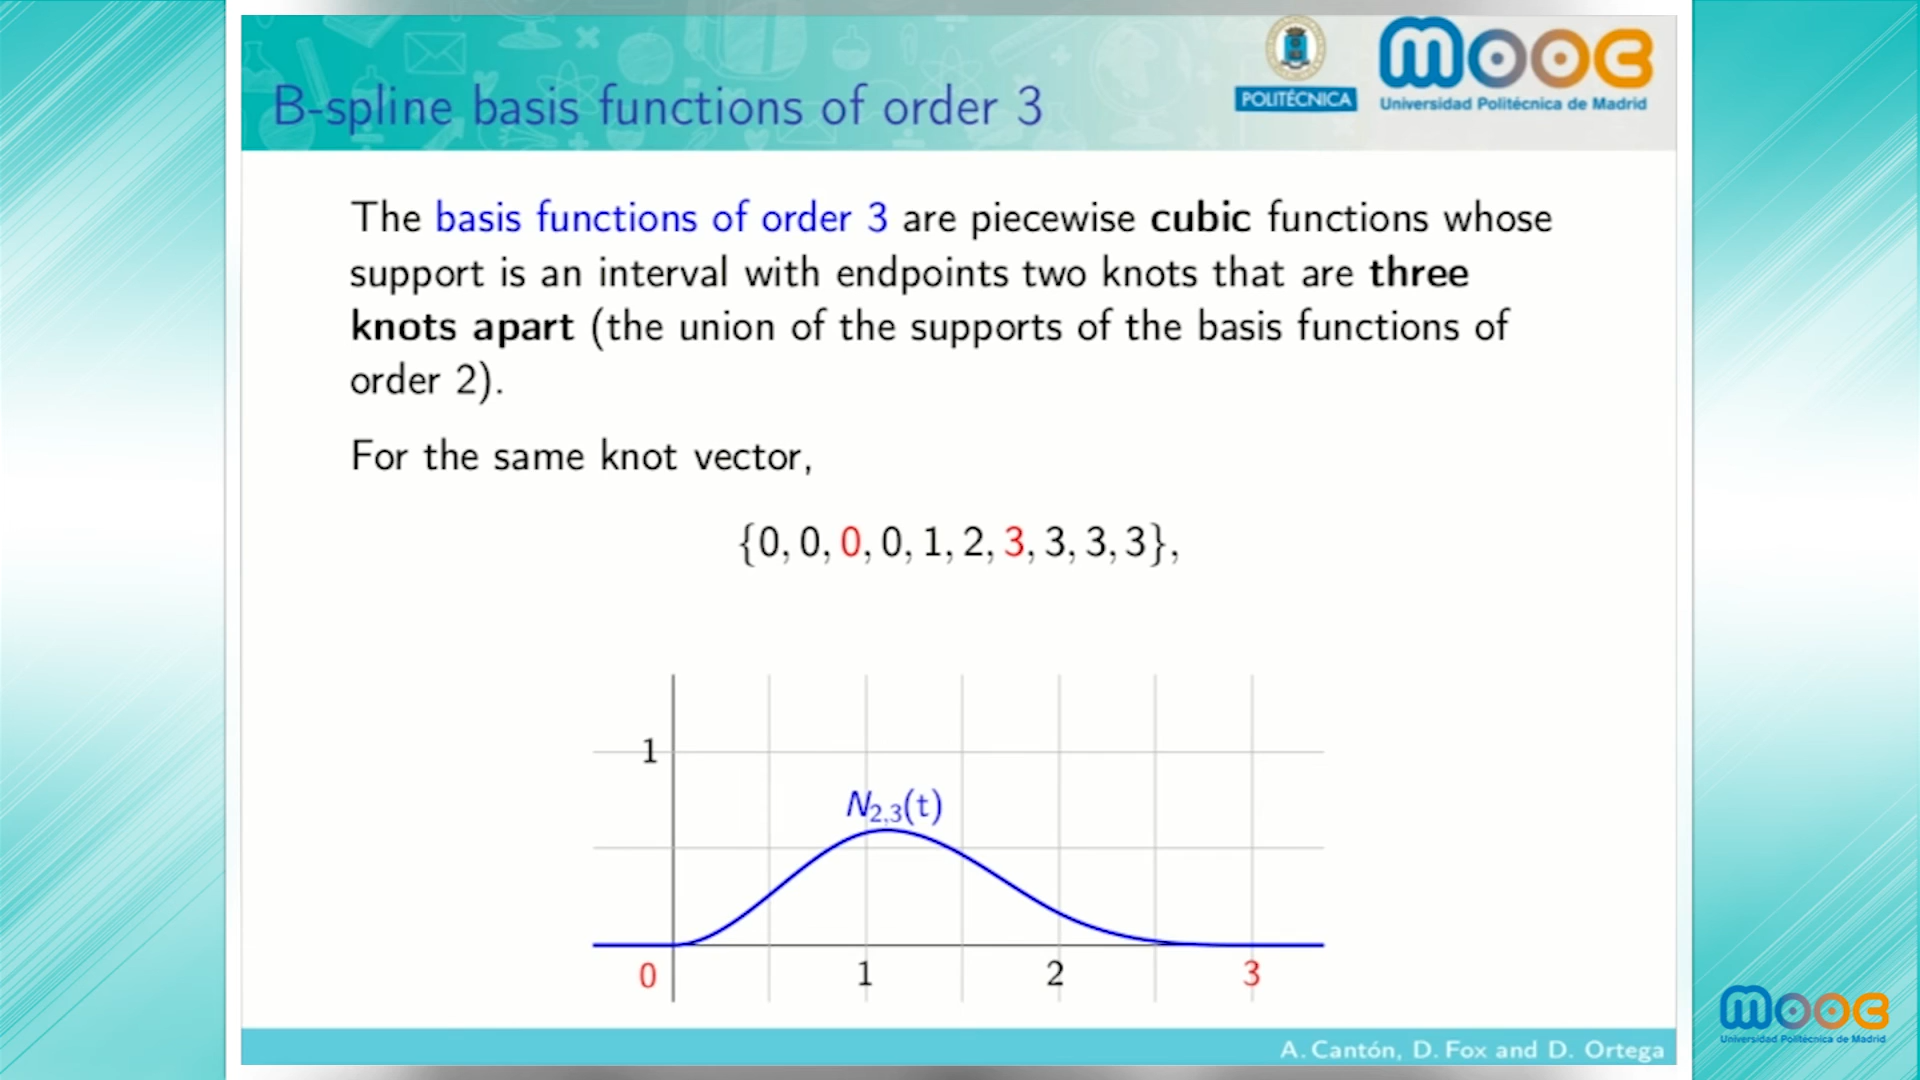 B-spline basis functions of order 3
POLITÉCNICA
mooc
Universidad Politécnica de Madrid
The basis functions of order 3 are piecewise cubic functions whose
support is an interval with endpoints two knots that are three
knots apart (the union of the supports of the basis functions of
order 2).
For the same knot vector,
{0, 0, 0, 0, 1, 2, 3, 3, 3, 3},
1
N2,3(t)
0 1 2 3
A. Cantón, D. Fox and D. Ortega
mooc
Universidad Politécnica de Madrid